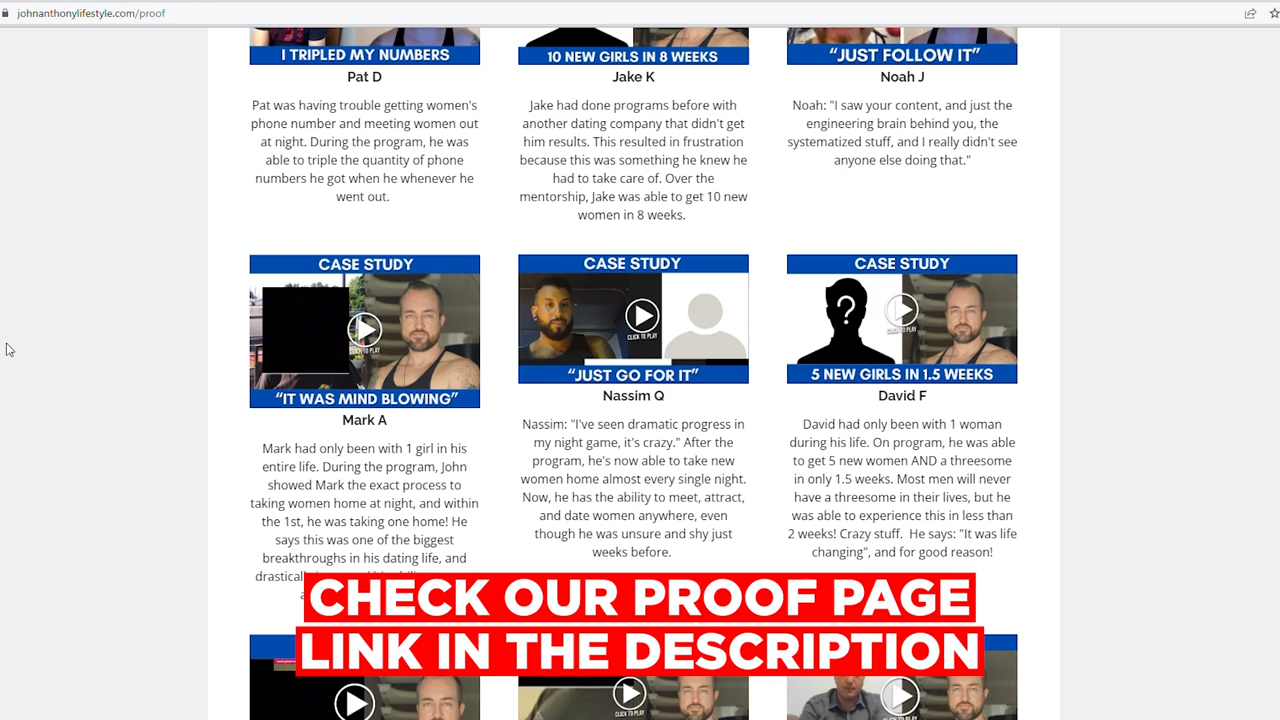 johnanthonylifestyle.com/proof
I TRIPLED MY NUMBERS
Pat D
Pat was having trouble getting women's
phone number and meeting women out
at night. During the program, he was
able to triple the quantity of phone
numbers he got when he whenever he
went out.
10 NEW GIRLS IN 8 WEEKS
Jake K
Jake had done programs before with
another dating company that didn't get
him results. This resulted in frustration
because this was something he knew he
had to take care of. Over the
mentorship, Jake was able to get 10 new
women in 8 weeks.
“JUST FOLLOW IT”
Noah J
Noah: "I saw your content, and just the
engineering brain behind you, the
systematized stuff, and I really didn't see
anyone else doing that."
CASE STUDY
CLICK TO PLAY
“IT WAS MIND BLOWING”
Mark A
Mark had only been with 1 girl in his
entire life. During the program, John
showed Mark the exact process to
taking women home at night, and within
the 1st, he was taking one home! He
says this was one of the biggest
breakthroughs in his dating life, and
CASE STUDY
CLICK TO PLAY
“JUST GO FOR IT”
Nassim Q
Nassim: "I've seen dramatic progress in
my night game, it's crazy." After the
program, he's now able to take new
women home almost every single night.
Now, he has the ability to meet, attract,
and date women anywhere, even
though he was unsure and shy just
weeks before.
CASE STUDY
?
CLICK TO PLAY
5 NEW GIRLS IN 1.5 WEEKS
David F
David had only been with 1 woman
during his life. On program, he was able
to get 5 new women AND a threesome
in only 1.5 weeks. Most men will never
have a threesome in their lives, but he
was able to experience this in less than
2 weeks! Crazy stuff. He says: "It was life
changing", and for good reason!
CHECK OUR PROOF PAGE
LINK IN THE DESCRIPTION
CLICK TO PLAY
CLICK TO PLAY